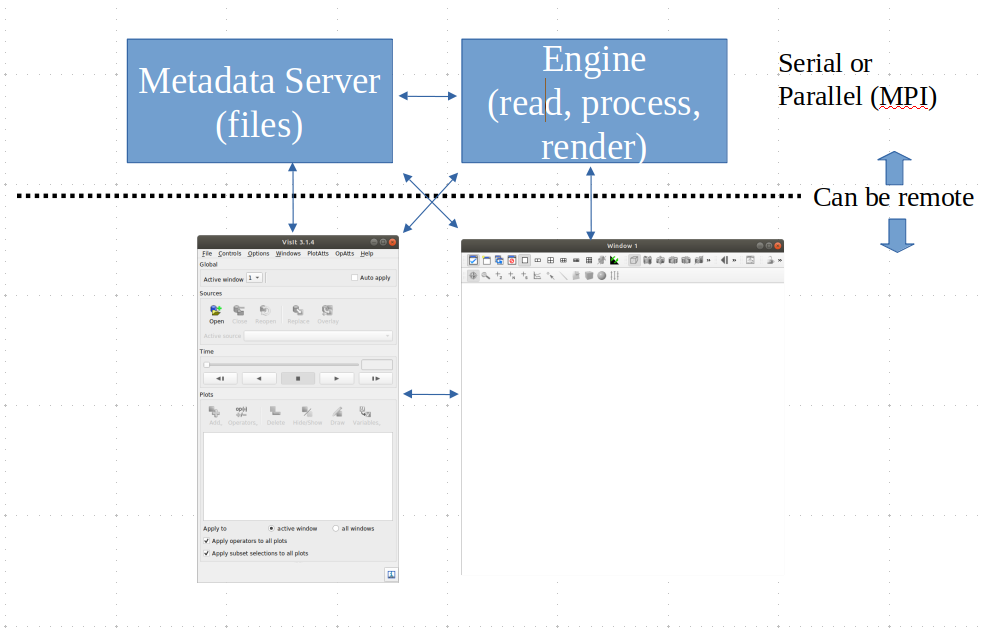 Metadata Server
(files)
Engine
(read, process,
render)
Serial or
Parallel (MPI)
Can be remote
VisIt 3.1.4
File Controls Options Windows PlotAtts OpAtts Help
Global
Active window 1 Auto apply
Sources
Open Close Reopen Replace Overlay
Active source
Time
Plots
Add Operators Delete Hide/Show Draw Variables
Apply to active window all windows
Apply operators to all plots
Apply subset selections to all plots
Window 1